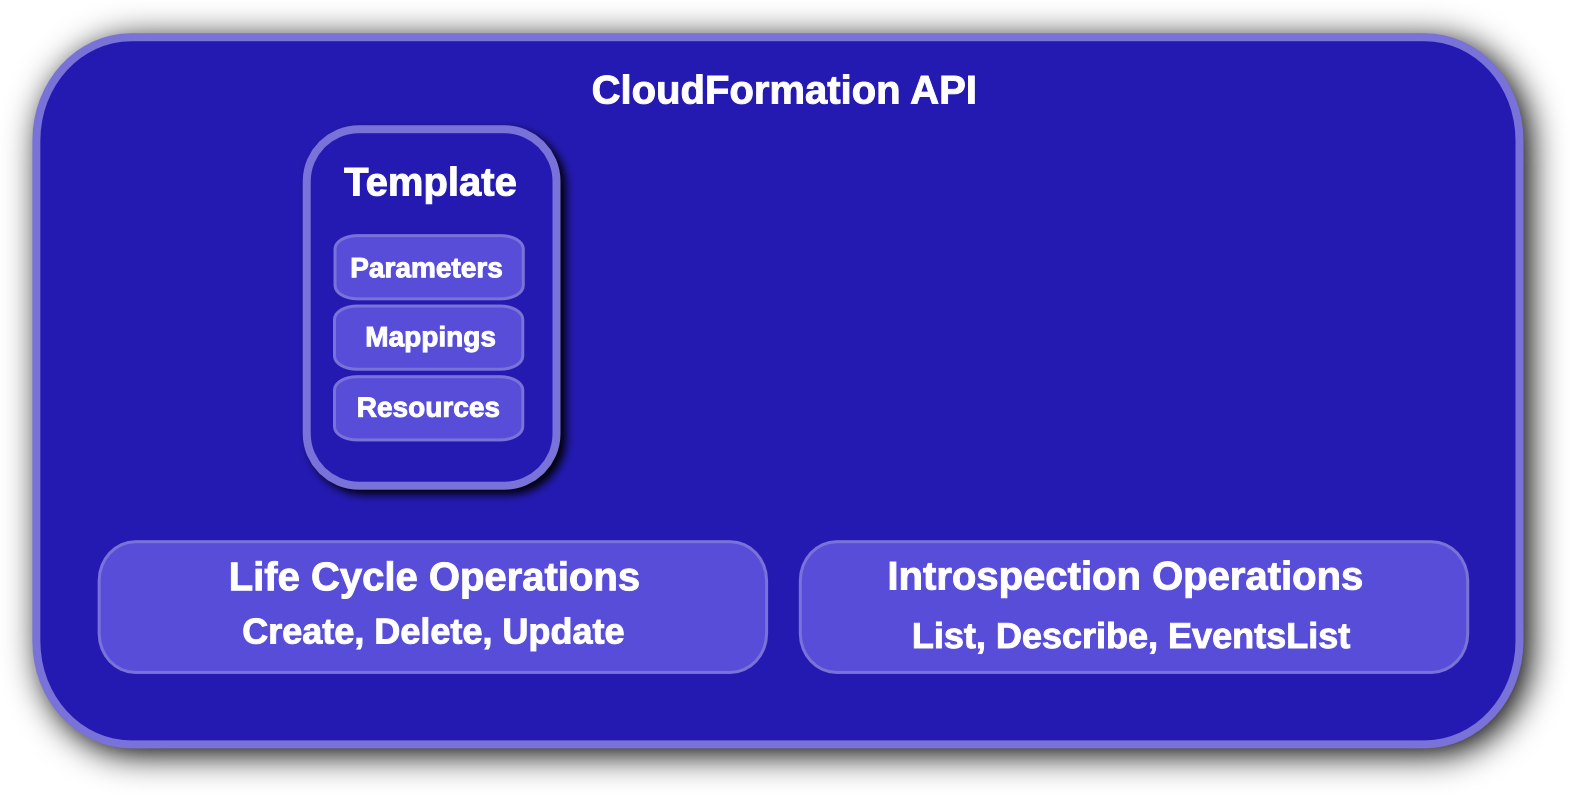 CloudFormation API
Template
Parameters
Mappings
Resources
Life Cycle Operations
Create, Delete, Update
Introspection Operations
List, Describe, EventsList